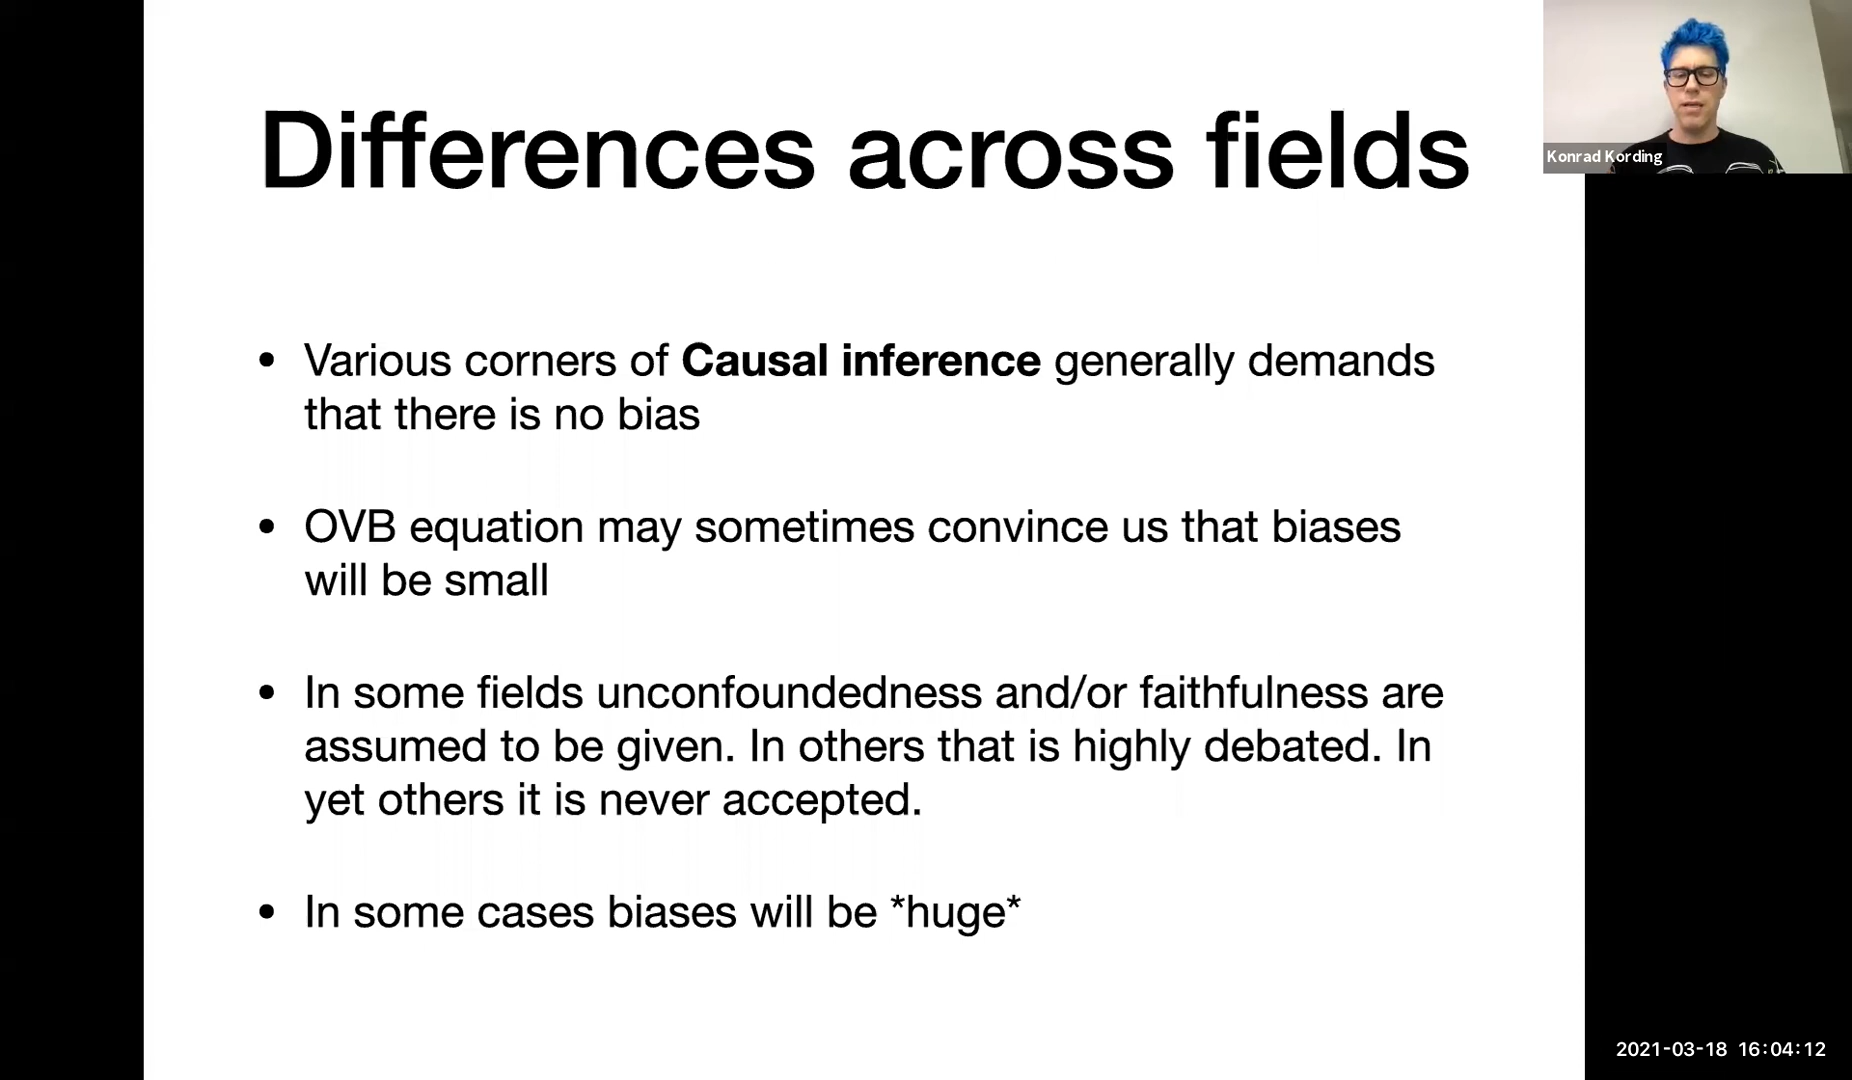 Differences across fields
Konrad Kording
• Various corners of Causal inference generally demands
that there is no bias
• OVB equation may sometimes convince us that biases
will be small
• In some fields unconfoundedness and/or faithfulness are
assumed to be given. In others that is highly debated. In
yet others it is never accepted.
• In some cases biases will be *huge*
2021-03-18 16:04:12